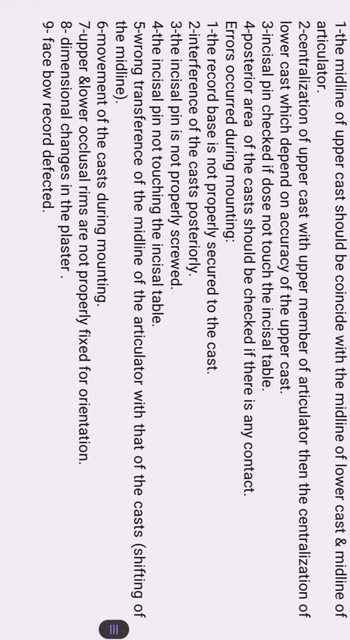 1-the midline of upper cast should be coincide with the midline of lower cast & midline of
articulator.
2-centralization of upper cast with upper member of articulator then the centralization of
lower cast which depend on accuracy of the upper cast.
3-incisal pin checked if dose not touch the incisal table.
4-posterior area of the casts should be checked if there is any contact.
Errors occurred during mounting:
1-the record base is not properly secured to the cast.
2-interference of the casts posteriorly.
3-the incisal pin is not properly screwed.
4-the incisal pin not touching the incisal table.
5-wrong transference of the midline of the articulator with that of the casts (shifting of
the midline).
6-movement of the casts during mounting.
7-upper &lower occlusal rims are not properly fixed for orientation.
8- dimensional changes in the plaster .
9- face bow record defected.